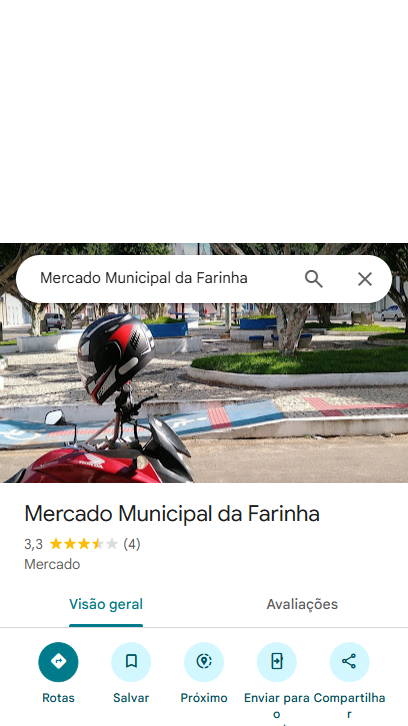 Mercado Municipal da Farinha
HONDA
Mercado Municipal da Farinha
3,3 (4)
Mercado
Visão geral Avaliações
Rotas Salvar Próximo Enviar para Compartilha
o r